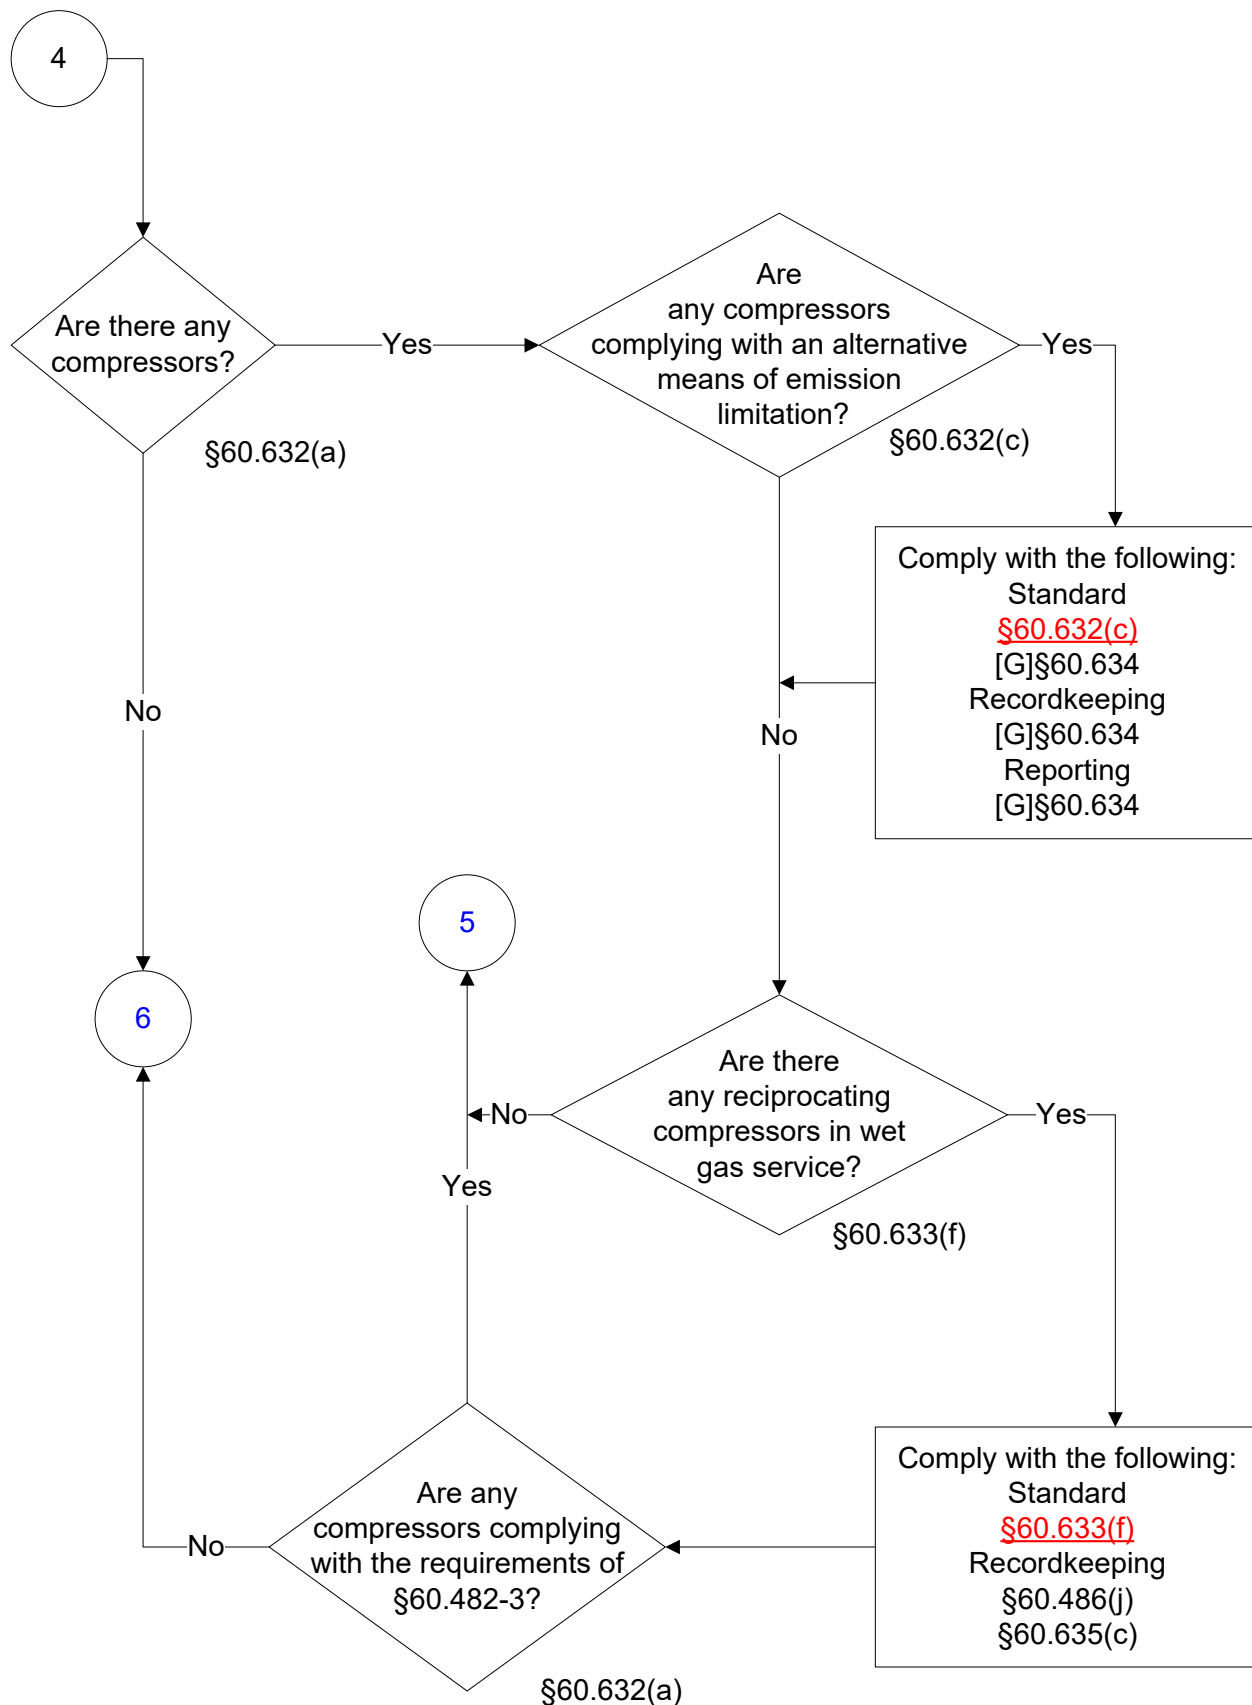 4
Are there any
compressors?
§60.632(a)
Yes
Are
any compressors
complying with an alternative
means of emission
limitation?
§60.632(c)
Yes
Comply with the following:
Standard
§60.632(c)
[G]§60.634
Recordkeeping
[G]§60.634
Reporting
[G]§60.634
No
No
5
6
Are there
any reciprocating
compressors in wet
gas service?
§60.633(f)
No
Yes
Yes
Comply with the following:
Standard
§60.633(f)
Recordkeeping
§60.486(j)
§60.635(c)
Are any
compressors complying
with the requirements of
§60.482-3?
§60.632(a)
No